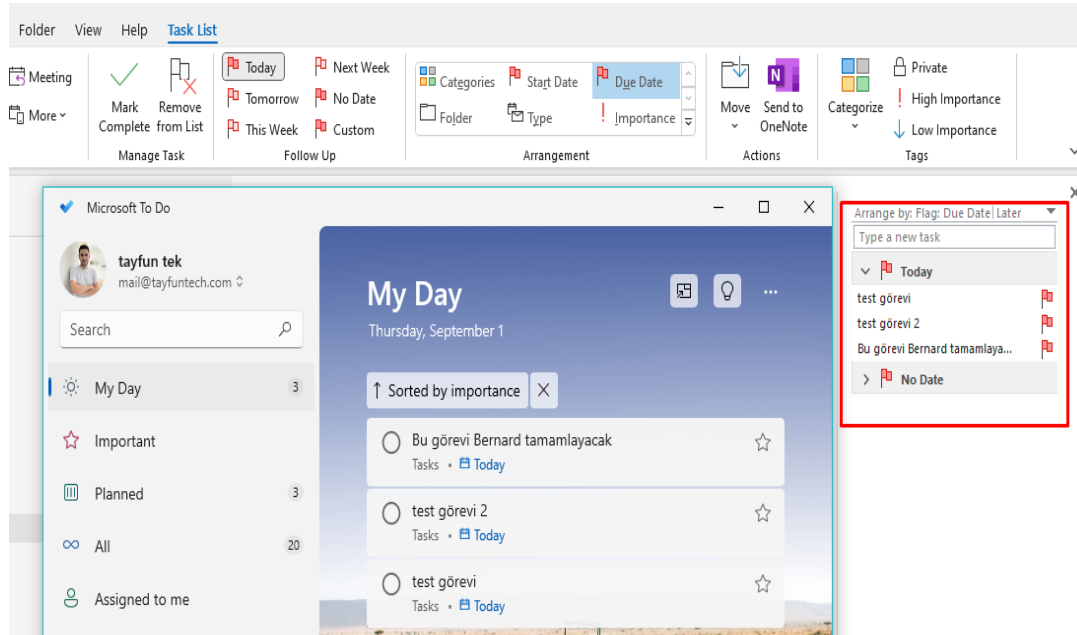 Folder View Help Task List
Meeting
More
Mark Complete
Remove from List
Manage Task
Today
Tomorrow
This Week
Next Week
No Date
Custom
Follow Up
Categories
Start Date
Due Date
Folder
Type
Importance
Arrangement
Move
Send to OneNote
Actions
Categorize
Private
High Importance
Low Importance
Tags
Microsoft To Do
tayfun tek
mail@tayfuntech.com
Search
My Day 3
Important
Planned 3
All 20
Assigned to me
My Day
Thursday, September 1
Sorted by importance
Bu görevi Bernard tamamlayacak
Tasks • Today
test görevi 2
Tasks • Today
test görevi
Tasks • Today
Arrange by: Flag: Due Date Later
Type a new task
Today
test görevi
test görevi 2
Bu görevi Bernard tamamlaya...
No Date